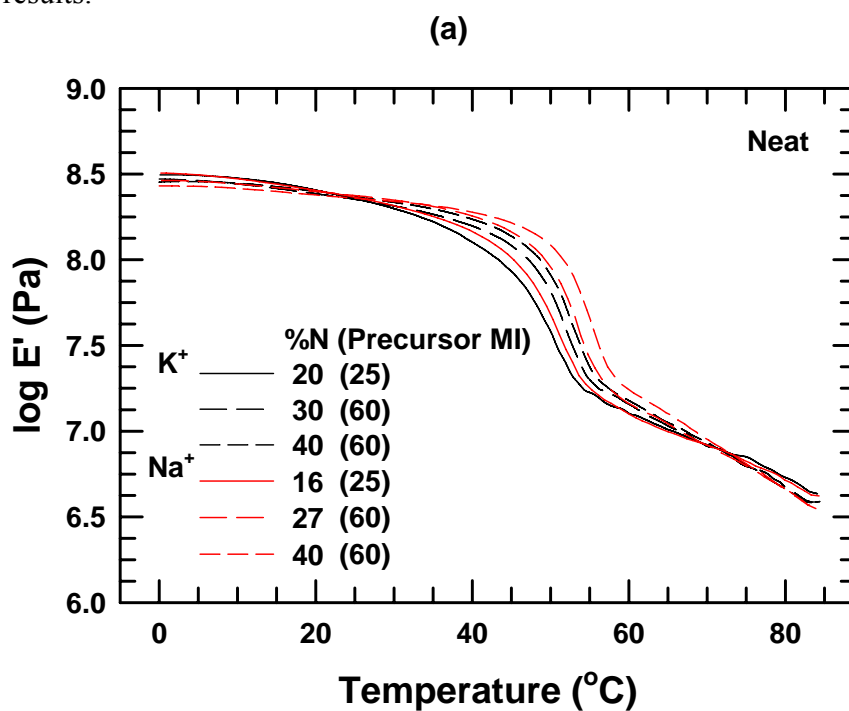 results.
(a)
9.0
Neat
8.5
8.0
log E' (Pa)
7.5
%N (Precursor MI)
K⁺
20 (25)
30 (60)
7.0
40 (60)
Na⁺
16 (25)
27 (60)
6.5
40 (60)
6.0
0 20 40 60 80
Temperature (°C)